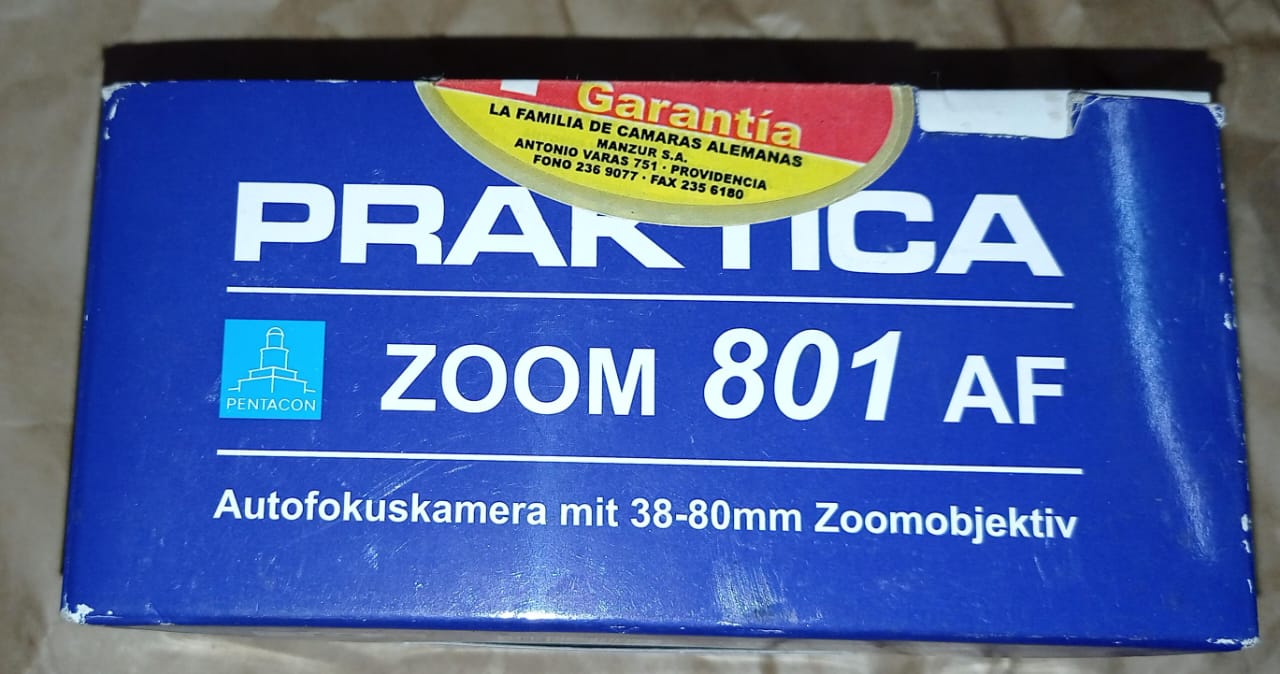 Garantía
LA FAMILIA DE CAMARAS ALEMANAS
MANZUR S.A.
ANTONIO VARAS 751 · PROVIDENCIA
FONO 236 9077 · FAX 235 6180
PRAKTICA
PENTACON
ZOOM 801 AF
Autofokuskamera mit 38-80mm Zoomobjektiv